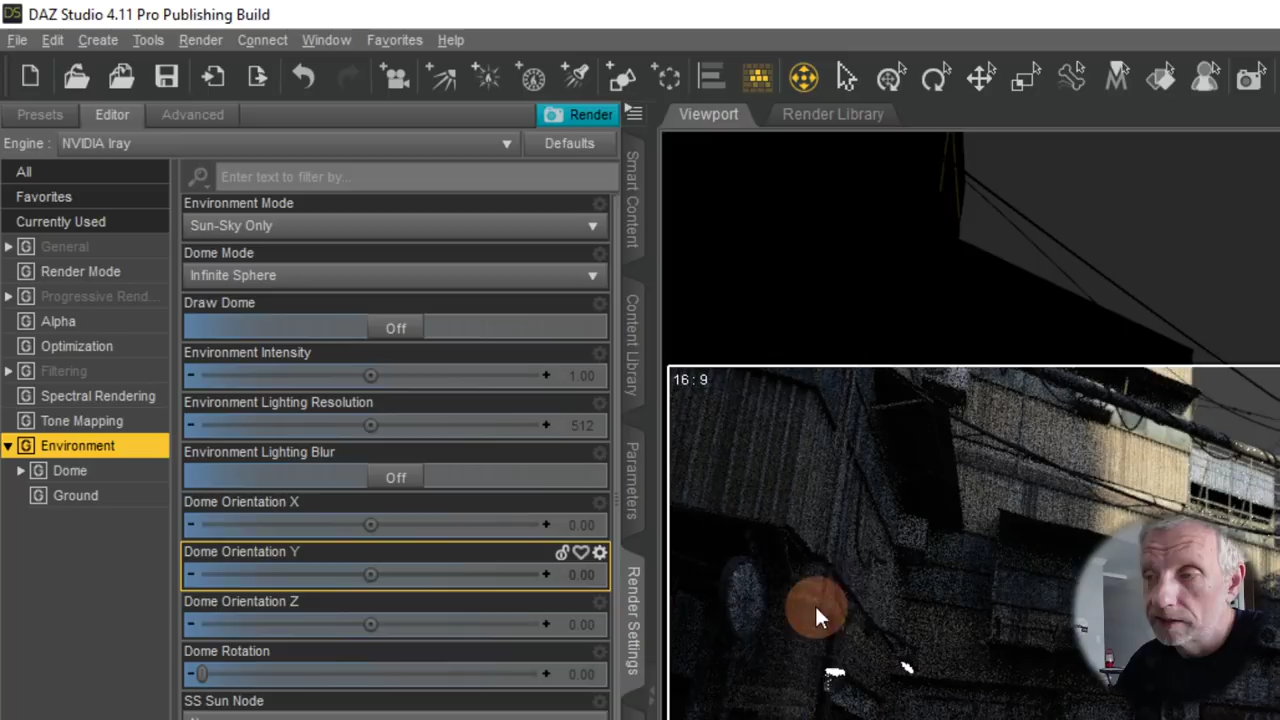 DS DAZ Studio 4.11 Pro Publishing Build
File Edit Create Tools Render Connect Window Favorites Help
Presets Editor Advanced Render Viewport Render Library
Engine : NVIDIA Iray Defaults
All
Favorites
Currently Used
G General
G Render Mode
G Progressive Rend...
G Alpha
G Optimization
G Filtering
G Spectral Rendering
G Tone Mapping
G Environment
G Dome
G Ground
Enter text to filter by...
Environment Mode
Sun-Sky Only
Dome Mode
Infinite Sphere
Draw Dome
Off
Environment Intensity
- + 1.00
Environment Lighting Resolution
- + 512
Environment Lighting Blur
Off
Dome Orientation X
- + 0.00
Dome Orientation Y
- + 0.00
Dome Orientation Z
- + 0.00
Dome Rotation
- + 0.00
SS Sun Node
Smart Content
Content Library
Parameters
Render Settings
16 : 9